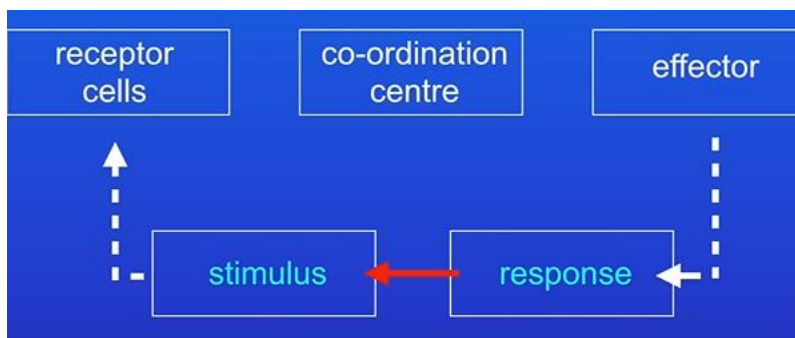 receptor
cells
co-ordination
centre
effector
stimulus
response